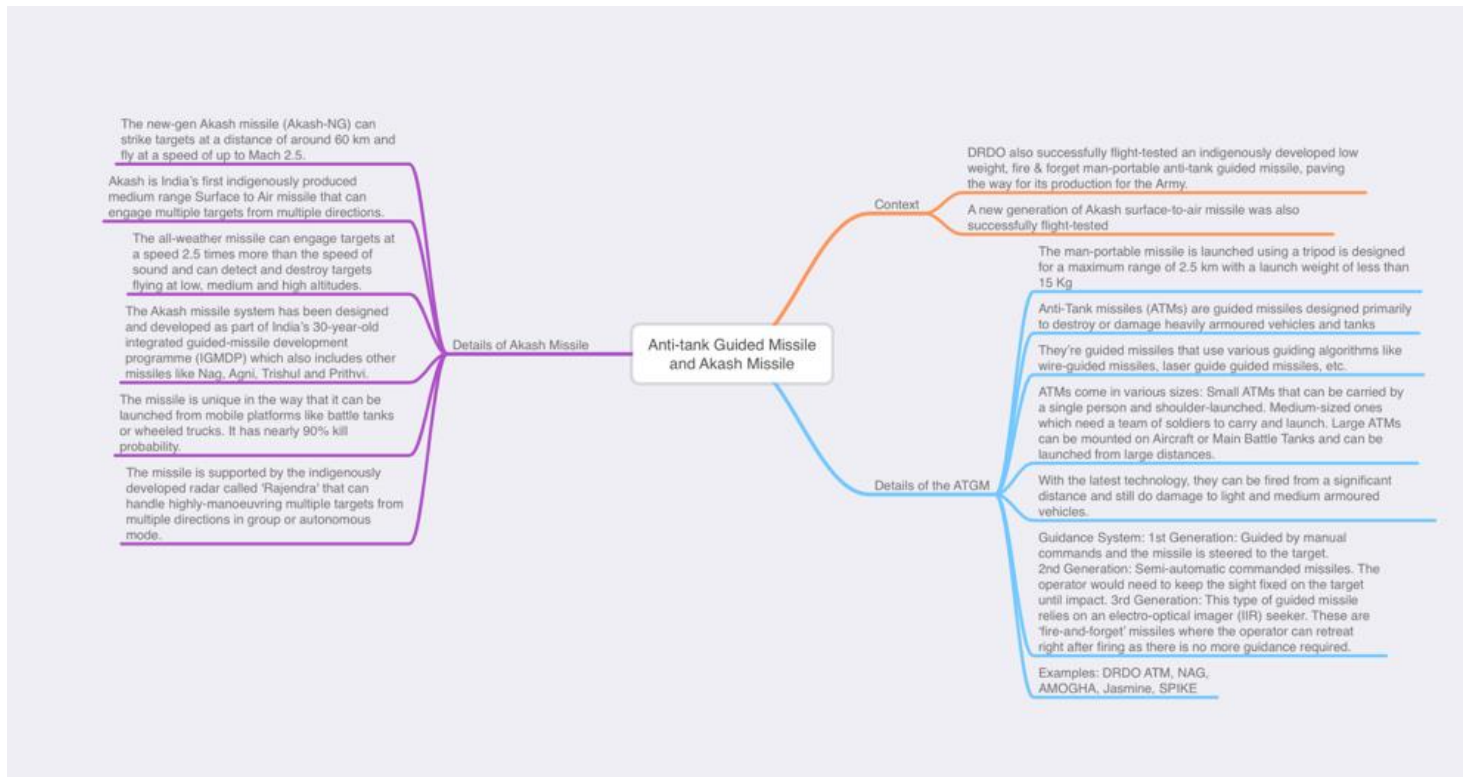 Anti-tank Guided Missile
and Akash Missile
Context
DRDO also successfully flight-tested an indigenously developed low
weight, fire & forget man-portable anti-tank guided missile, paving
the way for its production for the Army.
A new generation of Akash surface-to-air missile was also
successfully flight-tested
Details of the ATGM
The man-portable missile is launched using a tripod is designed
for a maximum range of 2.5 km with a launch weight of less than
15 Kg
Anti-Tank missiles (ATMs) are guided missiles designed primarily
to destroy or damage heavily armoured vehicles and tanks
They're guided missiles that use various guiding algorithms like
wire-guided missiles, laser guide guided missiles, etc.
ATMs come in various sizes: Small ATMs that can be carried by
a single person and shoulder-launched. Medium-sized ones
which need a team of soldiers to carry and launch. Large ATMs
can be mounted on Aircraft or Main Battle Tanks and can be
launched from large distances.
With the latest technology, they can be fired from a significant
distance and still do damage to light and medium armoured
vehicles.
Guidance System: 1st Generation: Guided by manual
commands and the missile is steered to the target.
2nd Generation: Semi-automatic commanded missiles. The
operator would need to keep the sight fixed on the target
until impact. 3rd Generation: This type of guided missile
relies on an electro-optical imager (IIR) seeker. These are
'fire-and-forget' missiles where the operator can retreat
right after firing as there is no more guidance required.
Examples: DRDO ATM, NAG,
AMOGHA, Jasmine, SPIKE
Details of Akash Missile
The new-gen Akash missile (Akash-NG) can
strike targets at a distance of around 60 km and
fly at a speed of up to Mach 2.5.
Akash is India's first indigenously produced
medium range Surface to Air missile that can
engage multiple targets from multiple directions.
The all-weather missile can engage targets at
a speed 2.5 times more than the speed of
sound and can detect and destroy targets
flying at low, medium and high altitudes.
The Akash missile system has been designed
and developed as part of India's 30-year-old
integrated guided-missile development
programme (IGMDP) which also includes other
missiles like Nag, Agni, Trishul and Prithvi.
The missile is unique in the way that it can be
launched from mobile platforms like battle tanks
or wheeled trucks. It has nearly 90% kill
probability.
The missile is supported by the indigenously
developed radar called 'Rajendra' that can
handle highly-manoeuvring multiple targets from
multiple directions in group or autonomous
mode.